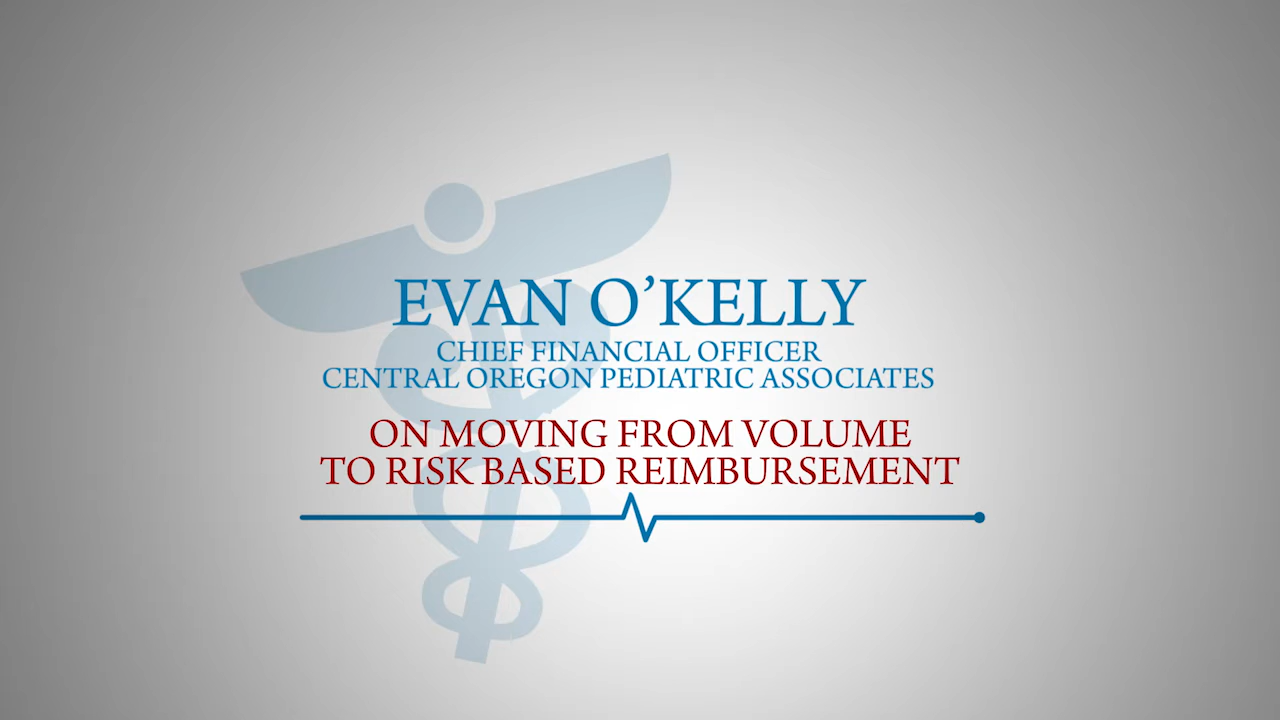 EVAN O’KELLY
CHIEF FINANCIAL OFFICER
CENTRAL OREGON PEDIATRIC ASSOCIATES
ON MOVING FROM VOLUME
TO RISK BASED REIMBURSEMENT